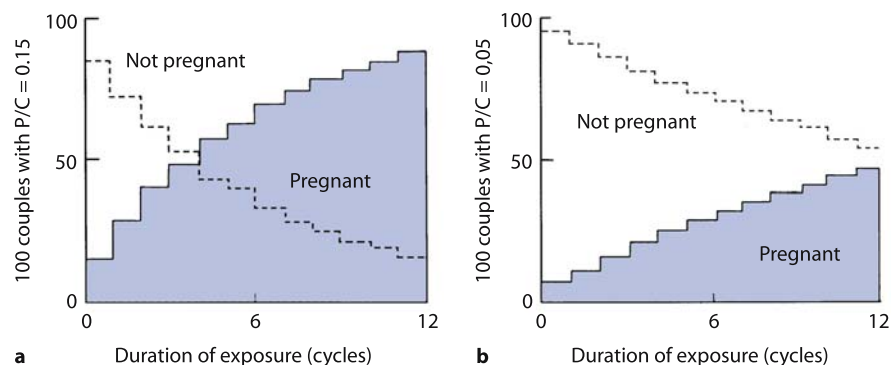 100 couples with P/C = 0.15
100
50
0
Not pregnant
Pregnant
0
6
12
a
Duration of exposure (cycles)
100 couples with P/C = 0,05
100
50
0
Not pregnant
Pregnant
0
6
12
b
Duration of exposure (cycles)